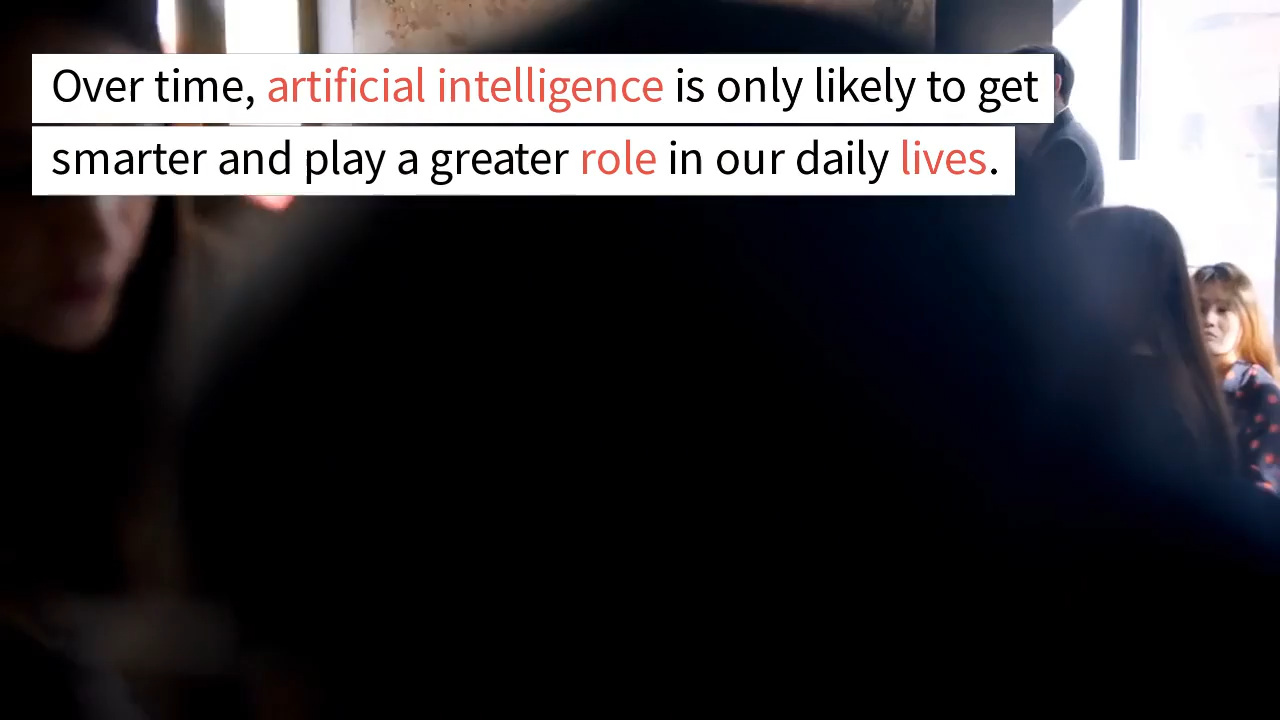 Over time, artificial intelligence is only likely to get
smarter and play a greater role in our daily lives.